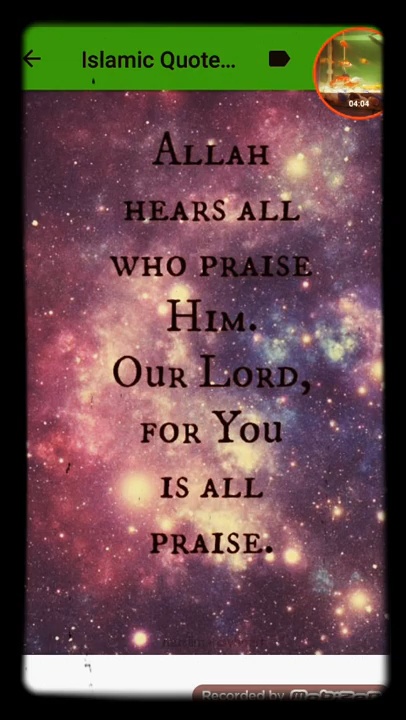 Islamic Quote...
04:04
Allah
hears all
who praise
Him.
Our Lord,
for You
is all
praise.
Recorded by Mobizen